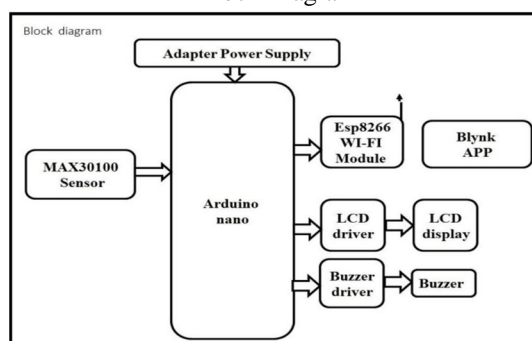 Block diagram
Adapter Power Supply
MAX30100
Sensor
Arduino
nano
Esp8266
WI-FI
Module
Blynk
APP
LCD
driver
LCD
display
Buzzer
driver
Buzzer